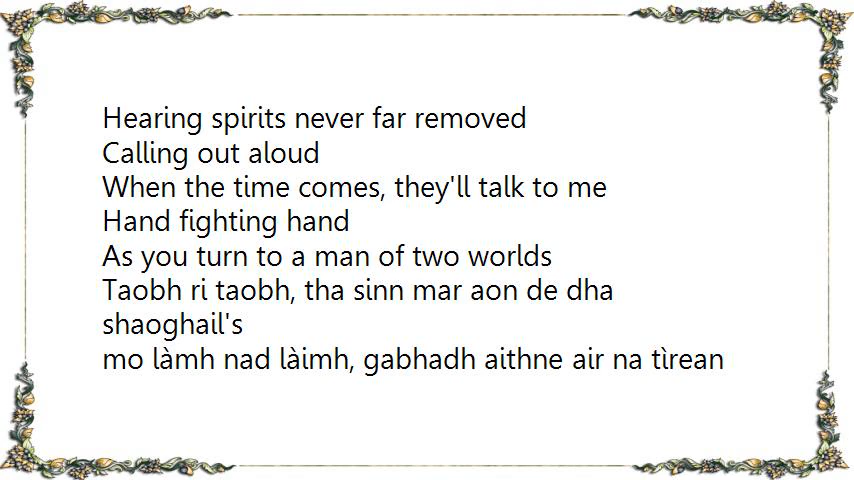 Hearing spirits never far removed
Calling out aloud
When the time comes, they'll talk to me
Hand fighting hand
As you turn to a man of two worlds
Taobh ri taobh, tha sinn mar aon de dha
shaoghail's
mo làmh nad làimh, gabhadh aithne air na tìrean